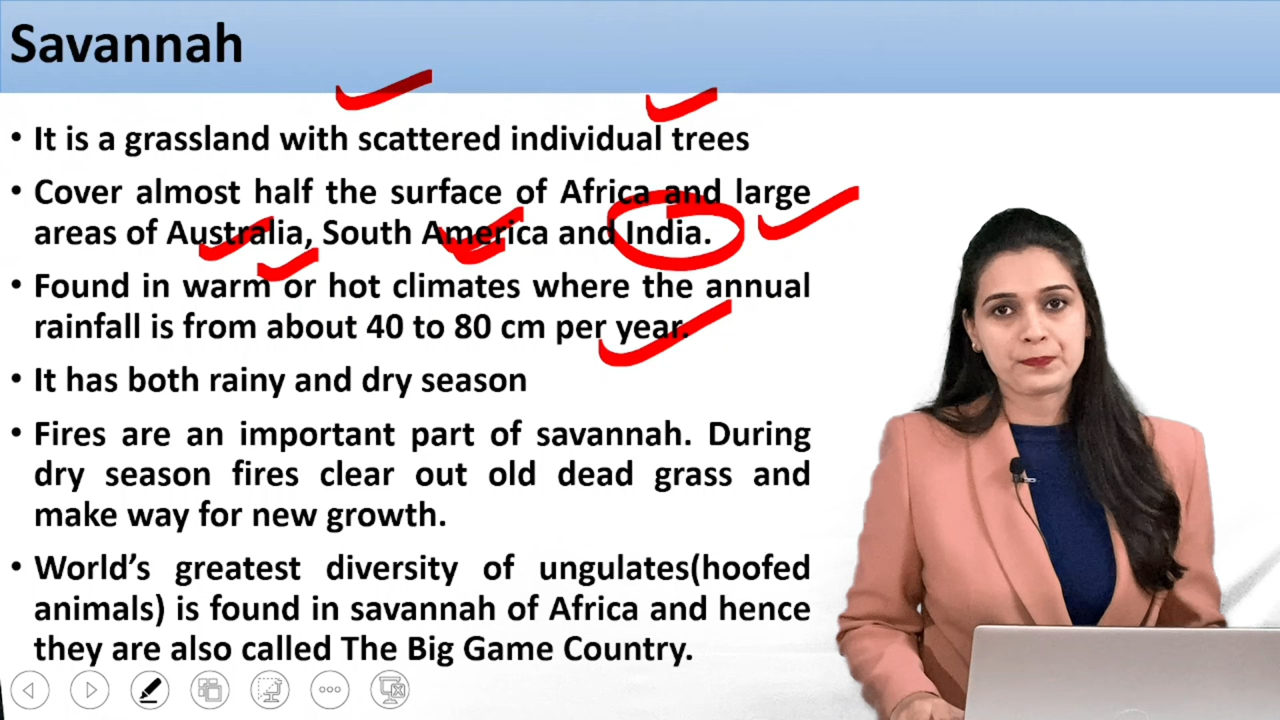 Savannah
• It is a grassland with scattered individual trees
• Cover almost half the surface of Africa and large
areas of Australia, South America and India.
• Found in warm or hot climates where the annual
rainfall is from about 40 to 80 cm per year.
• It has both rainy and dry season
• Fires are an important part of savannah. During
dry season fires clear out old dead grass and
make way for new growth.
• World's greatest diversity of ungulates(hoofed
animals) is found in savannah of Africa and hence
they are also called The Big Game Country.